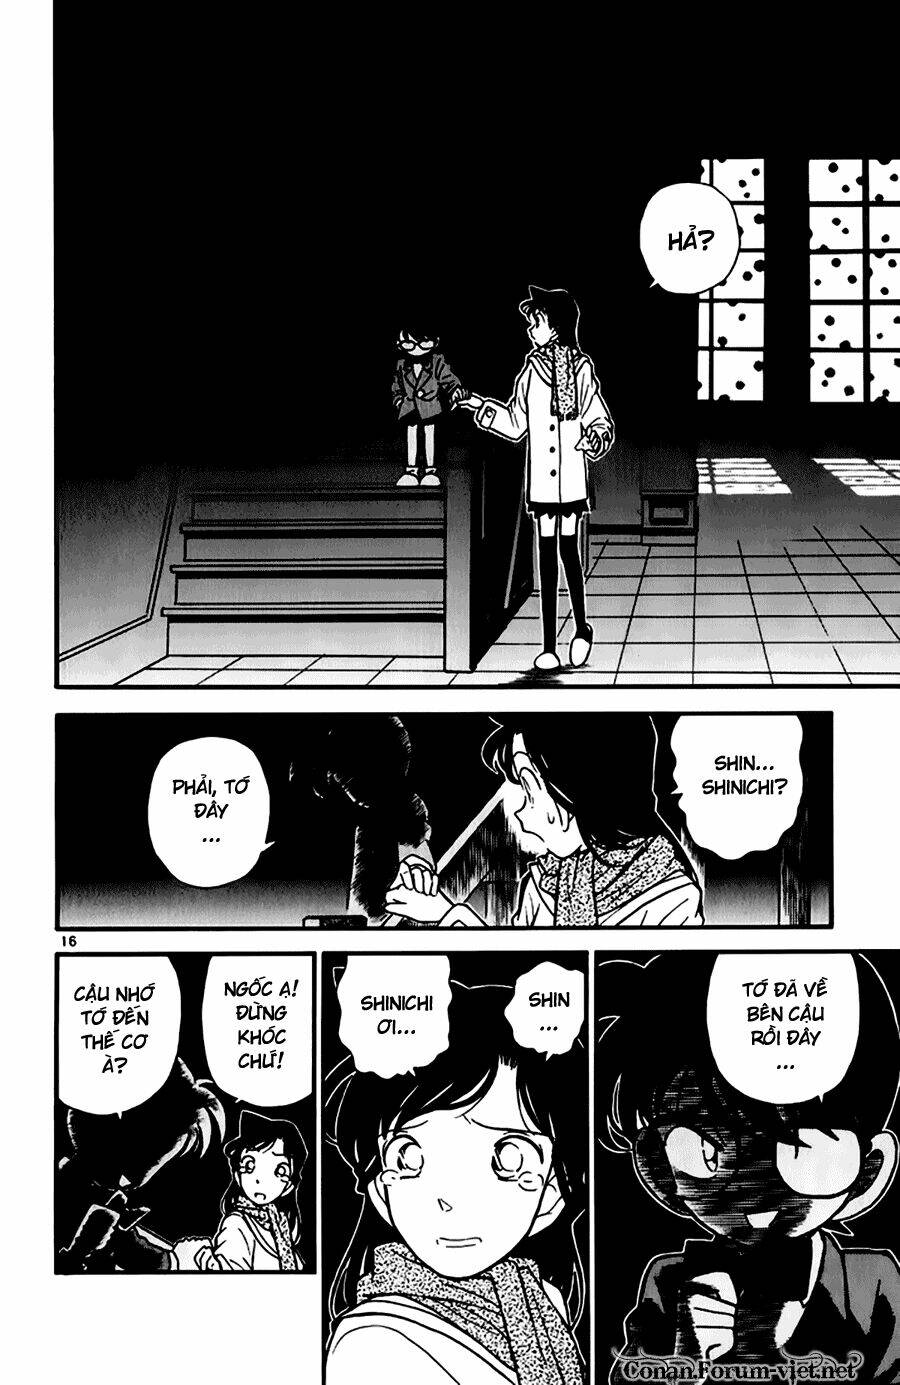 HẢ?
SHIN...
SHINICHI?
PHẢI, TỚ
ĐÂY
...
16
TỚ ĐÃ VỀ
BÊN CẬU
RỒI ĐÂY
...
SHIN
...
SHINICHI
ƠI...
NGỐC Ạ!
ĐỪNG
KHÓC
CHỨ!
CẬU NHỚ
TỚ ĐẾN
THẾ CƠ
À?
Conan.Forum-viet.net